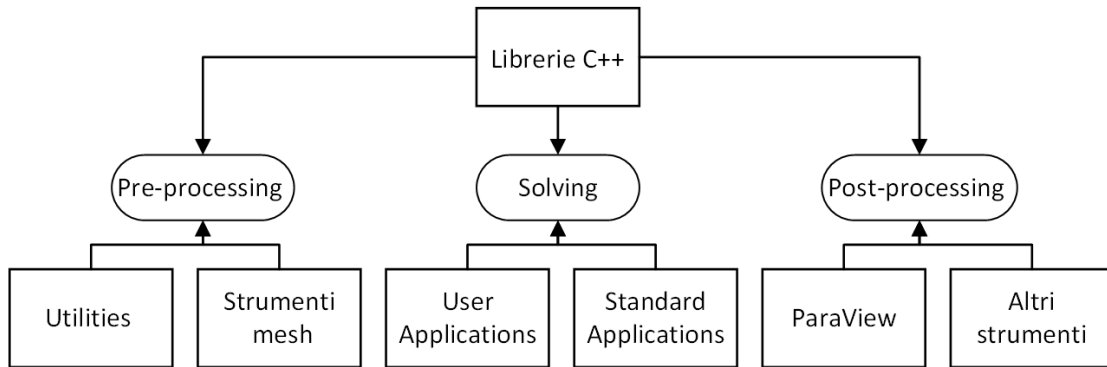 Librerie C++
Pre-processing
Solving
Post-processing
Utilities
Strumenti
mesh
User
Applications
Standard
Applications
ParaView
Altri
strumenti